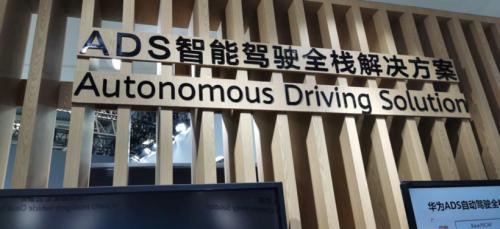 ADS智能驾驶全栈解决方案
Autonomous Driving Solution
华为ADS自动驾驶全栈